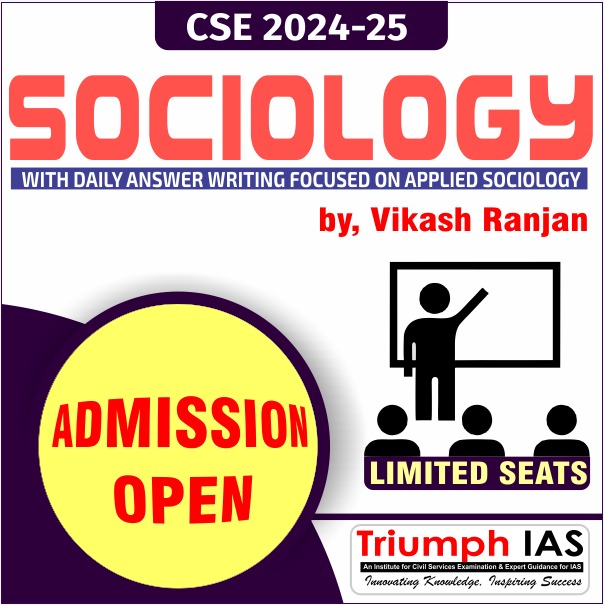 CSE 2024-25
SOCIOLOGY
WITH DAILY ANSWER WRITING FOCUSED ON APPLIED SOCIOLOGY
by, Vikash Ranjan
ADMISSION
OPEN
LIMITED SEATS
Triumph IAS
An Institute for Civil Services Examination & Expert Guidance for IAS
Innovating Knowledge, Inspiring Success